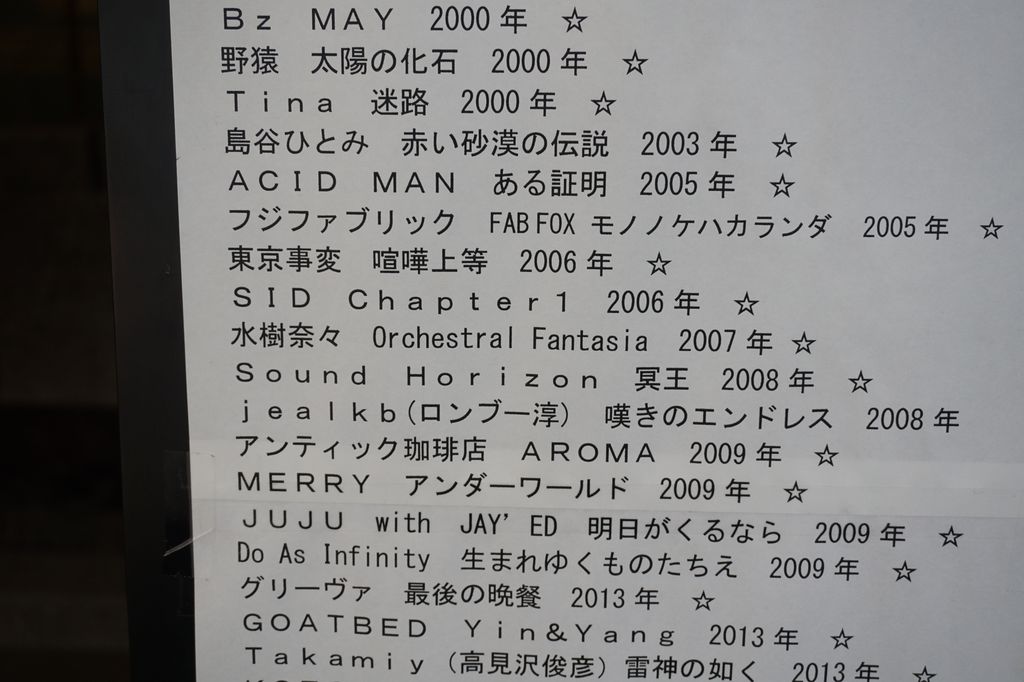 Ｂｚ　ＭＡＹ　2000年　☆
野猿　太陽の化石　2000年　☆
Ｔｉｎａ　迷路　2000年　☆
島谷ひとみ　赤い砂漠の伝説　2003年　☆
ＡＣＩＤ　ＭＡＮ　ある証明　2005年　☆
フジファブリック　FAB FOX モノノケハカランダ　2005年　☆
東京事変　喧嘩上等　2006年　☆
ＳＩＤ　Ｃｈａｐｔｅｒ１　2006年　☆
水樹奈々　Orchestral Fantasia　2007年 ☆
Ｓｏｕｎｄ　Ｈｏｒｉｚｏｎ　冥王　2008年　☆
ｊｅａｌｋｂ(ロンブー淳)　嘆きのエンドレス　2008年
アンティック珈琲店　ＡＲＯＭＡ　2009年　☆
ＭＥＲＲＹ　アンダーワールド　2009年　☆
ＪＵＪＵ　with　JAY' ED　明日がくるなら　2009年　☆
Do As Infinity　生まれゆくものたちえ　2009年　☆
グリーヴァ　最後の晩餐　2013年　☆
ＧＯＡＴＢＥＤ　Ｙｉｎ＆Ｙａｎｇ　2013年　☆
Ｔａｋａｍｉｙ（高見沢俊彦）雷神の如く　2013年　☆